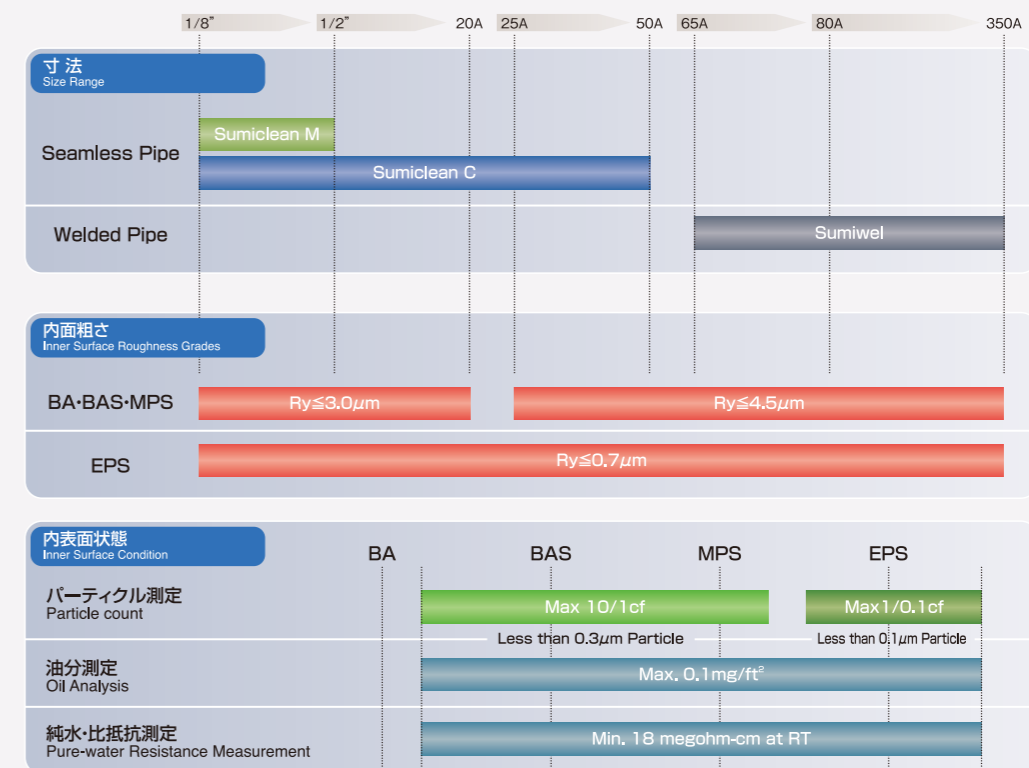 1/8” 1/2” 20A 25A 50A 65A 80A 350A
寸 法
Size Range
Seamless Pipe
Sumiclean M
Sumiclean C
Welded Pipe
Sumiwel
内面粗さ
Inner Surface Roughness Grades
BA･BAS･MPS
Ry≦3.0μm
Ry≦4.5μm
EPS
Ry≦0.7μm
内表面状態
Inner Surface Condition
BA BAS MPS EPS
パーティクル測定
Particle count
Max 10/1cf
Max1/0.1cf
Less than 0.3μm Particle
Less than 0.1μm Particle
油分測定
Oil Analysis
Max. 0.1mg/ft²
純水･比抵抗測定
Pure-water Resistance Measurement
Min. 18 megohm-cm at RT